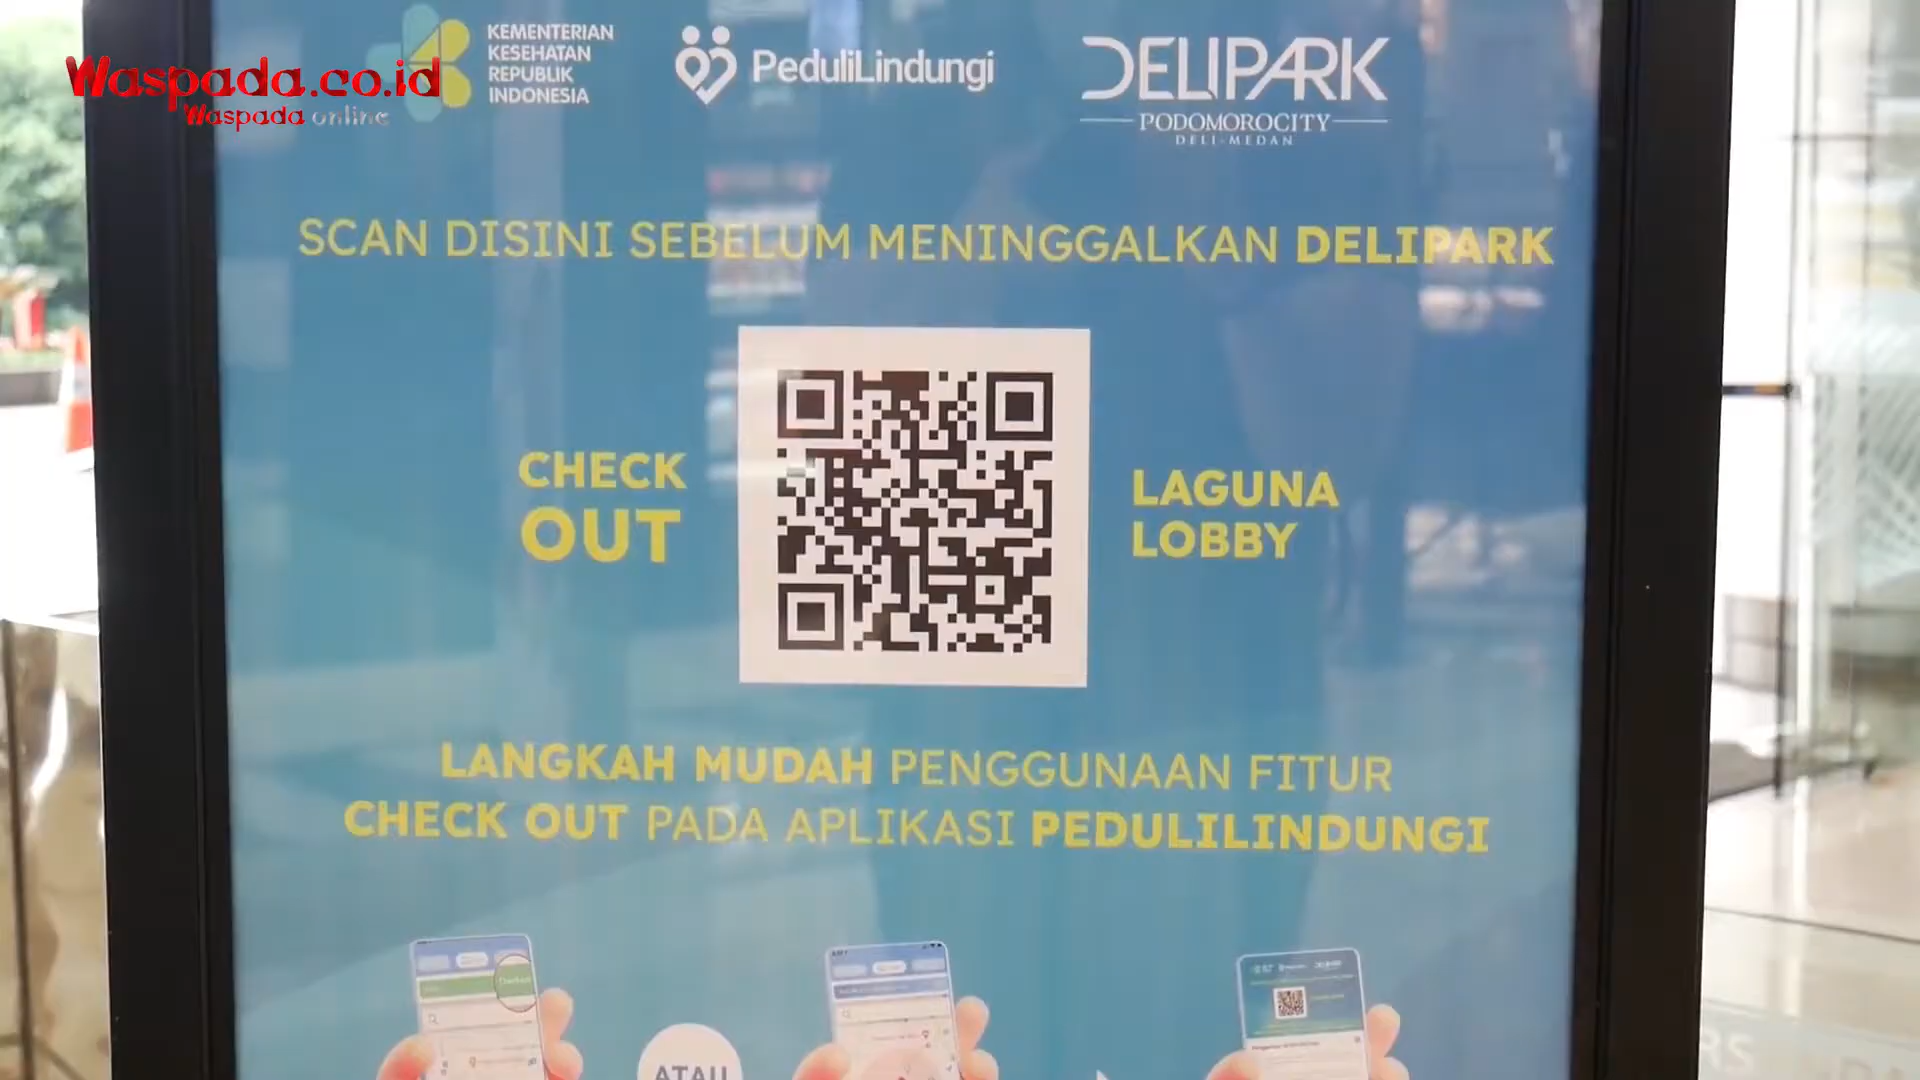 Waspada.co.id
Waspada online
KEMENTERIAN
KESEHATAN
REPUBLIK
INDONESIA
PeduliLindungi
DELIPARK
PODOMOROCITY
DELI-MEDAN
SCAN DISINI SEBELUM MENINGGALKAN DELIPARK
CHECK
OUT
LAGUNA
LOBBY
LANGKAH MUDAH PENGGUNAAN FITUR
CHECK OUT PADA APLIKASI PEDULILINDUNGI
ATAU